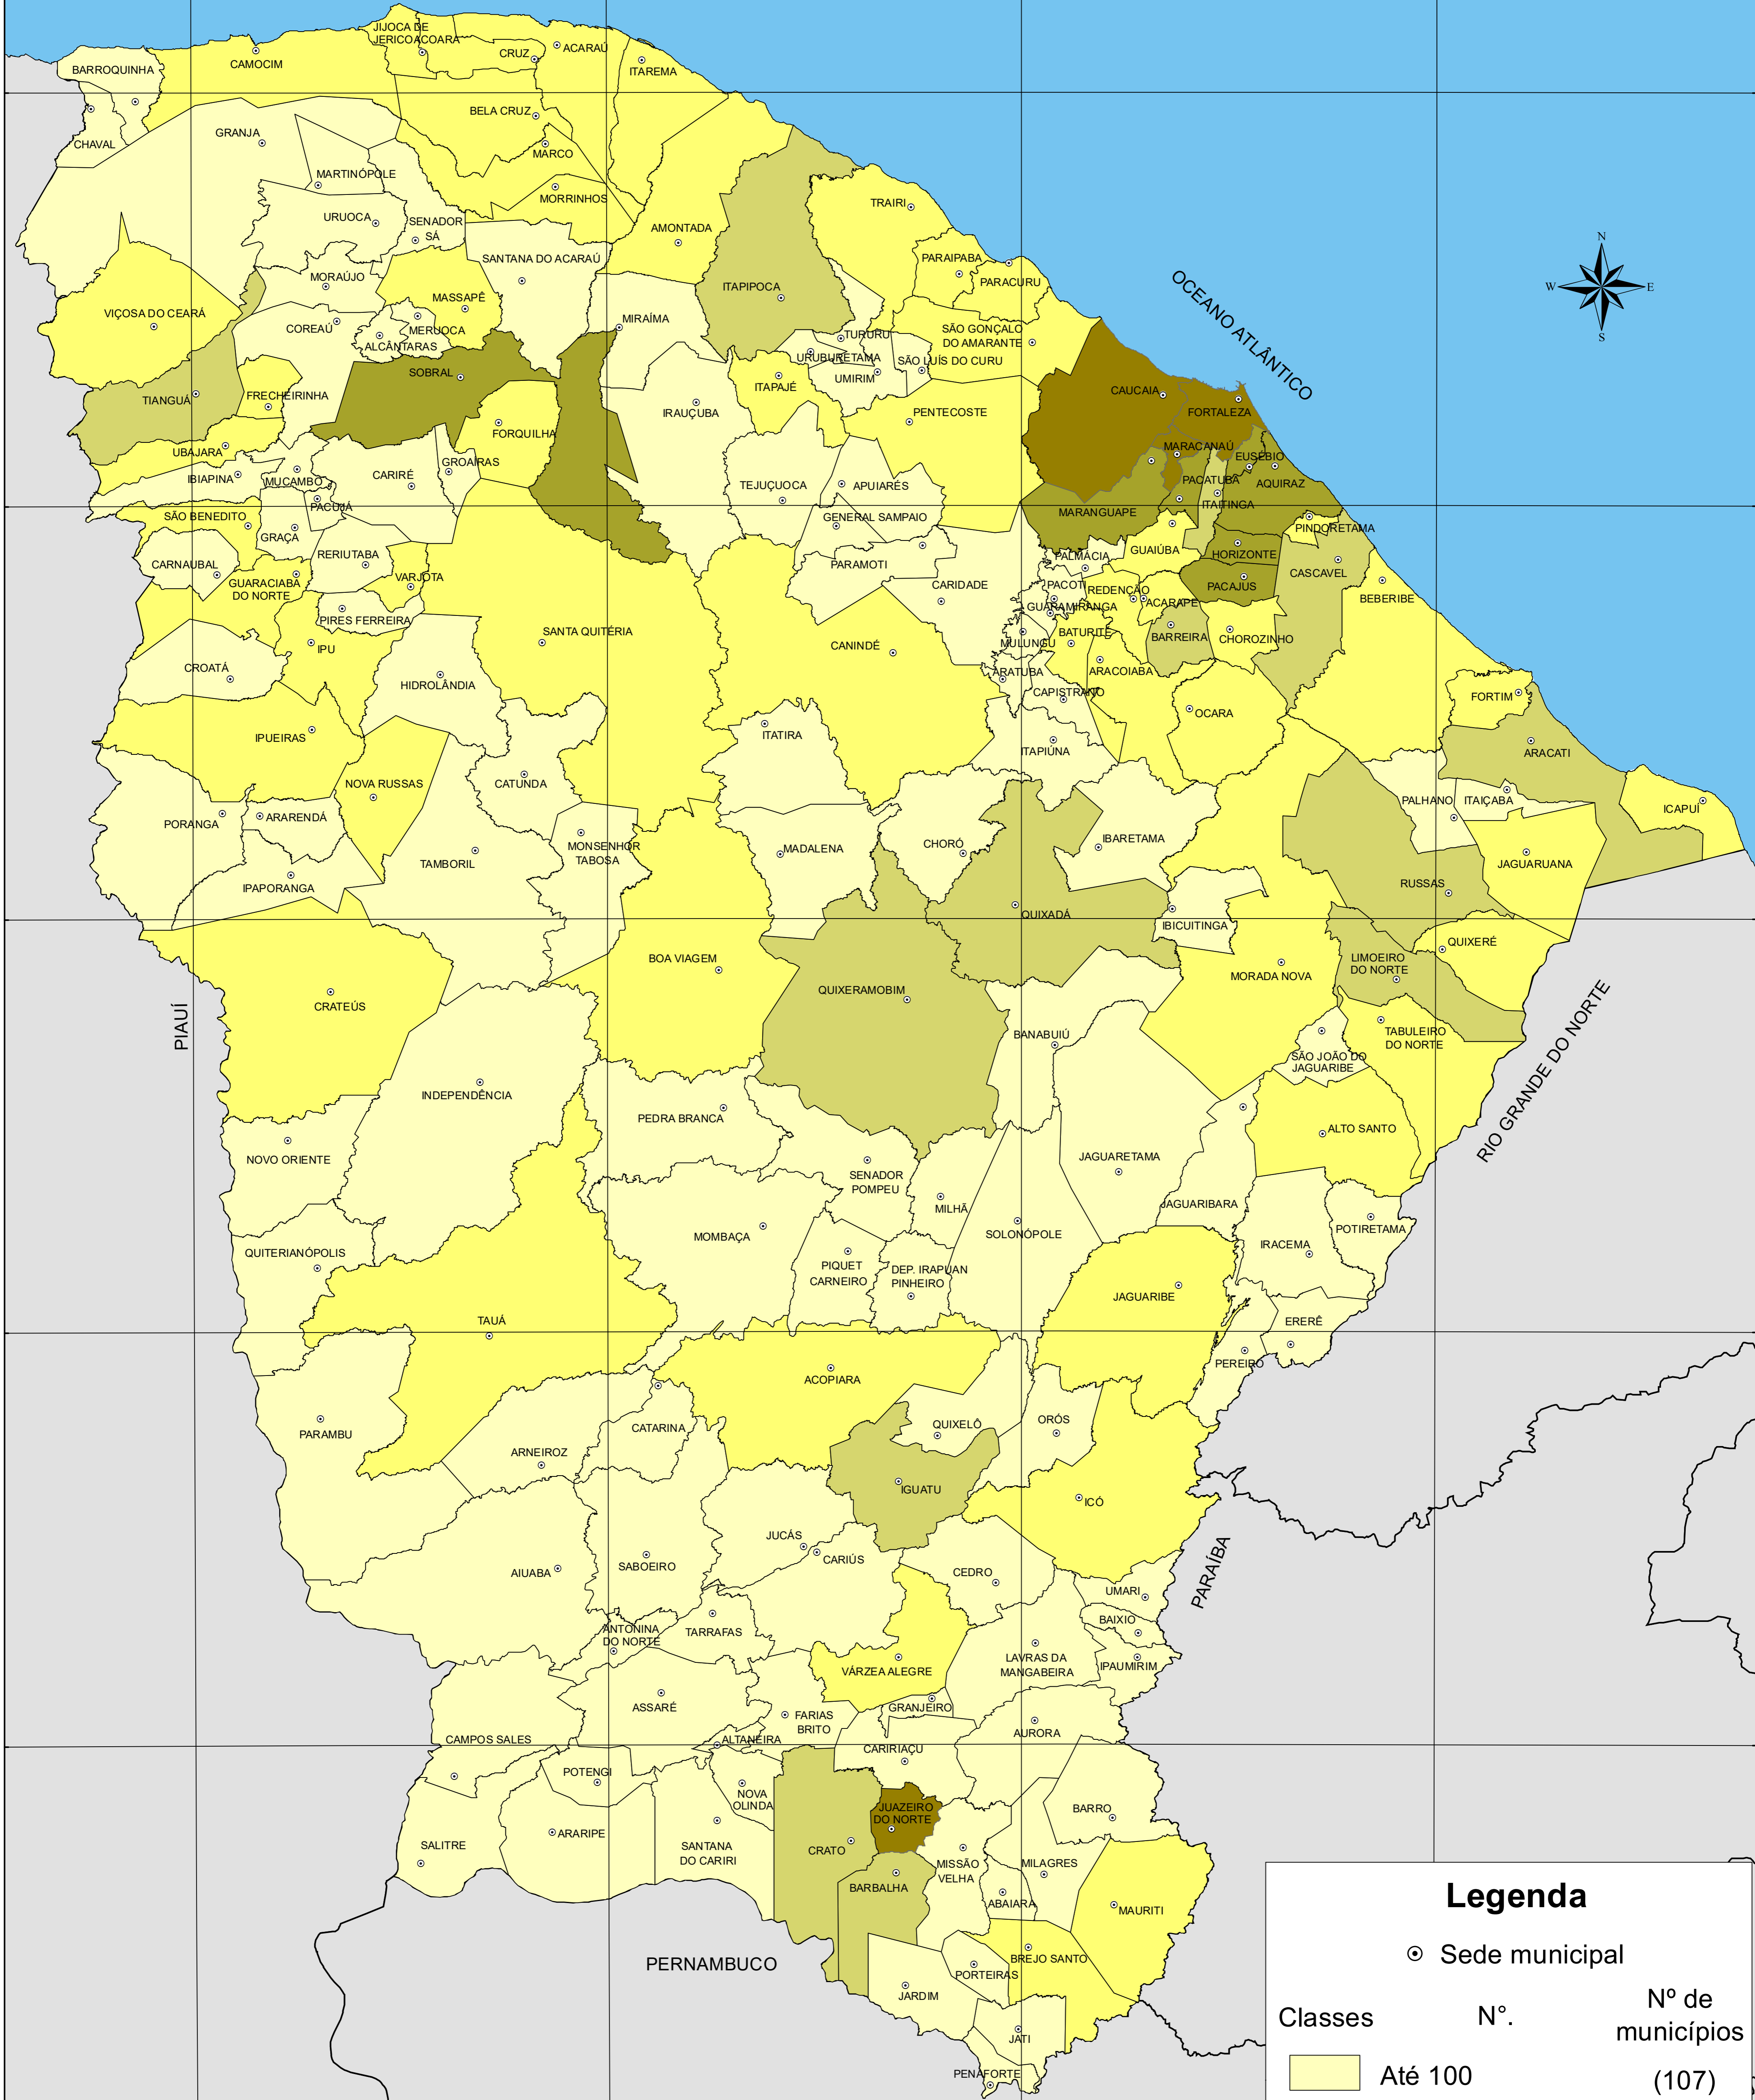 JIJOCA DE
JERICOACOARA
CRUZ
ACARAÚ
ITAREMA
BARROQUINHA
CAMOCIM
BELA CRUZ
CHAVAL
GRANJA
MARCO
MARTINÓPOLE
MORRINHOS
TRAIRI
URUOCA
SENADOR
SÁ
AMONTADA
N
W
E
S
SANTANA DO ACARAÚ
PARAIPABA
MORAÚJO
PARACURU
ITAPIPOCA
MASSAPÊ
VIÇOSA DO CEARÁ
OCEANO ATLÂNTICO
MIRAÍMA
COREAÚ
MERUOCA
ALCÂNTARAS
TURURU
SÃO GONÇALO
DO AMARANTE
URUBURETAMA
SÃO LUÍS DO CURU
SOBRAL
UMIRIM
ITAPAJÉ
CAUCAIA
TIANGUÁ
FRECHEIRINHA
IRAUÇUBA
PENTECOSTE
FORTALEZA
FORQUILHA
UBAJARA
MARACANAÚ
EUSÉBIO
GROAÍRAS
CARIRÉ
IBIAPINA
MUCAMBO
PACATUBA
AQUIRAZ
TEJUÇUOCA
APUIARÉS
PACUJÁ
ITAITINGA
MARANGUAPE
SÃO BENEDITO
GENERAL SAMPAIO
PINDORETAMA
GRAÇA
RERIUTABA
PALMÁCIA
GUAIÚBA
HORIZONTE
CARNAUBAL
PARAMOTI
VARJOTA
CASCAVEL
GUARACIABA
DO NORTE
CARIDADE
PACOTI
REDENÇÃO
PACAJUS
BEBERIBE
GUARAMIRANGA
ACARAPE
PIRES FERREIRA
SANTA QUITÉRIA
BATURITÉ
BARREIRA
CHOROZINHO
IPU
CANINDÉ
MULUNGU
CROATÁ
ARATUBA
ARACOIABA
HIDROLÂNDIA
CAPISTRANO
FORTIM
OCARA
IPUEIRAS
ITATIRA
ITAPIÚNA
ARACATI
NOVA RUSSAS
CATUNDA
PALHANO
ITAIÇABA
ICAPUÍ
PORANGA
ARARENDÁ
MONSENHOR
TABOSA
MADALENA
CHORÓ
IBARETAMA
TAMBORIL
JAGUARUANA
IPAPORANGA
RUSSAS
QUIXADÁ
IBICUITINGA
QUIXERÉ
BOA VIAGEM
LIMOEIRO
DO NORTE
MORADA NOVA
QUIXERAMOBIM
CRATEÚS
PIAUÍ
BANABUIÚ
TABULEIRO
DO NORTE
SÃO JOÃO DO
JAGUARIBE
RIO GRANDE DO NORTE
INDEPENDÊNCIA
PEDRA BRANCA
ALTO SANTO
NOVO ORIENTE
SENADOR
POMPEU
JAGUARETAMA
MILHÃ
JAGUARIBARA
POTIRETAMA
MOMBAÇA
SOLONÓPOLE
IRACEMA
QUITERIANÓPOLIS
PIQUET
CARNEIRO
DEP. IRAPUAN
PINHEIRO
JAGUARIBE
TAUÁ
ERERÊ
PEREIRO
ACOPIARA
PARAMBU
CATARINA
QUIXELÔ
ORÓS
ARNEIROZ
IGUATU
ICÓ
JUCÁS
CARIÚS
SABOEIRO
CEDRO
AIUABA
PARAÍBA
UMARI
BAIXIO
ANTONINA
DO NORTE
TARRAFAS
LAVRAS DA
MANGABEIRA
IPAUMIRIM
VÁRZEA ALEGRE
ASSARÉ
GRANJEIRO
FARIAS
BRITO
AURORA
CAMPOS SALES
ALTANEIRA
CARIRIAÇU
POTENGI
NOVA
OLINDA
JUAZEIRO
DO NORTE
BARRO
ARARIPE
SALITRE
SANTANA
DO CARIRI
CRATO
MISSÃO
VELHA
MILAGRES
BARBALHA
ABAIARA
MAURITI
BREJO SANTO
PERNAMBUCO
PORTEIRAS
JARDIM
JATI
PENAFORTE
Legenda
Sede municipal
Classes
N°.
Nº de
municípios
Até 100
(107)